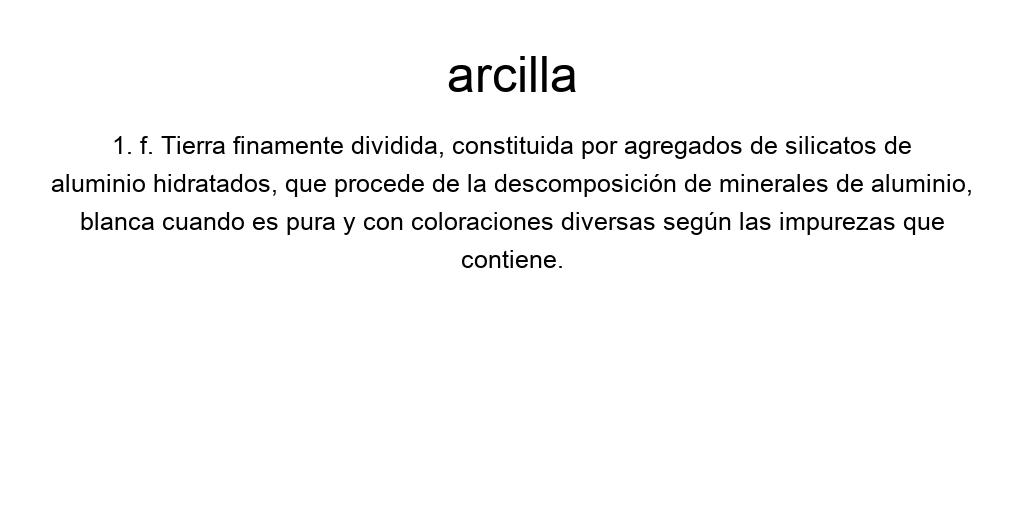 arcilla
1. f. Tierra finamente dividida, constituida por agregados de silicatos de
aluminio hidratados, que procede de la descomposición de minerales de aluminio,
blanca cuando es pura y con coloraciones diversas según las impurezas que
contiene.